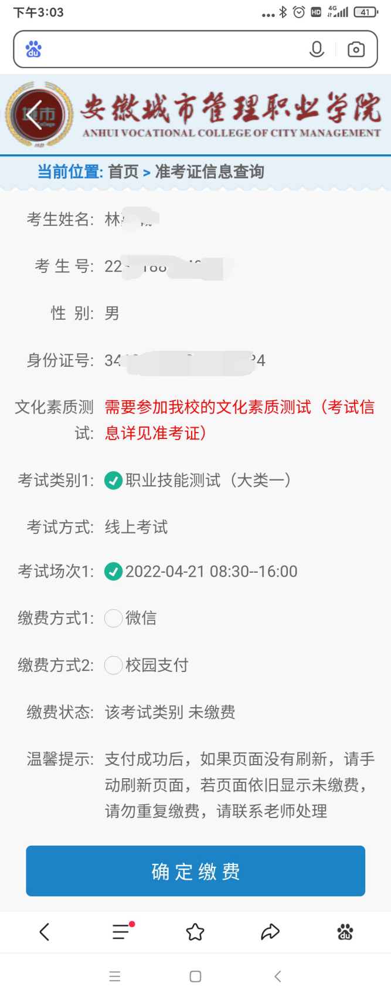 下午3:03
HD 4G 41
du
安徽城市管理职业学院
ANHUI VOCATIONAL COLLEGE OF CITY MANAGEMENT
当前位置: 首页 > 准考证信息查询
考生姓名: 林
考 生 号: 22
性 别: 男
身份证号: 34 4
文化素质测 需要参加我校的文化素质测试（考试信
试: 息详见准考证）
考试类别1: 职业技能测试（大类一）
考试方式: 线上考试
考试场次1: 2022-04-21 08:30--16:00
缴费方式1: 微信
缴费方式2: 校园支付
缴费状态: 该考试类别 未缴费
温馨提示: 支付成功后，如果页面没有刷新，请手
动刷新页面，若页面依旧显示未缴费，
请勿重复缴费，请联系老师处理
确定缴费
du